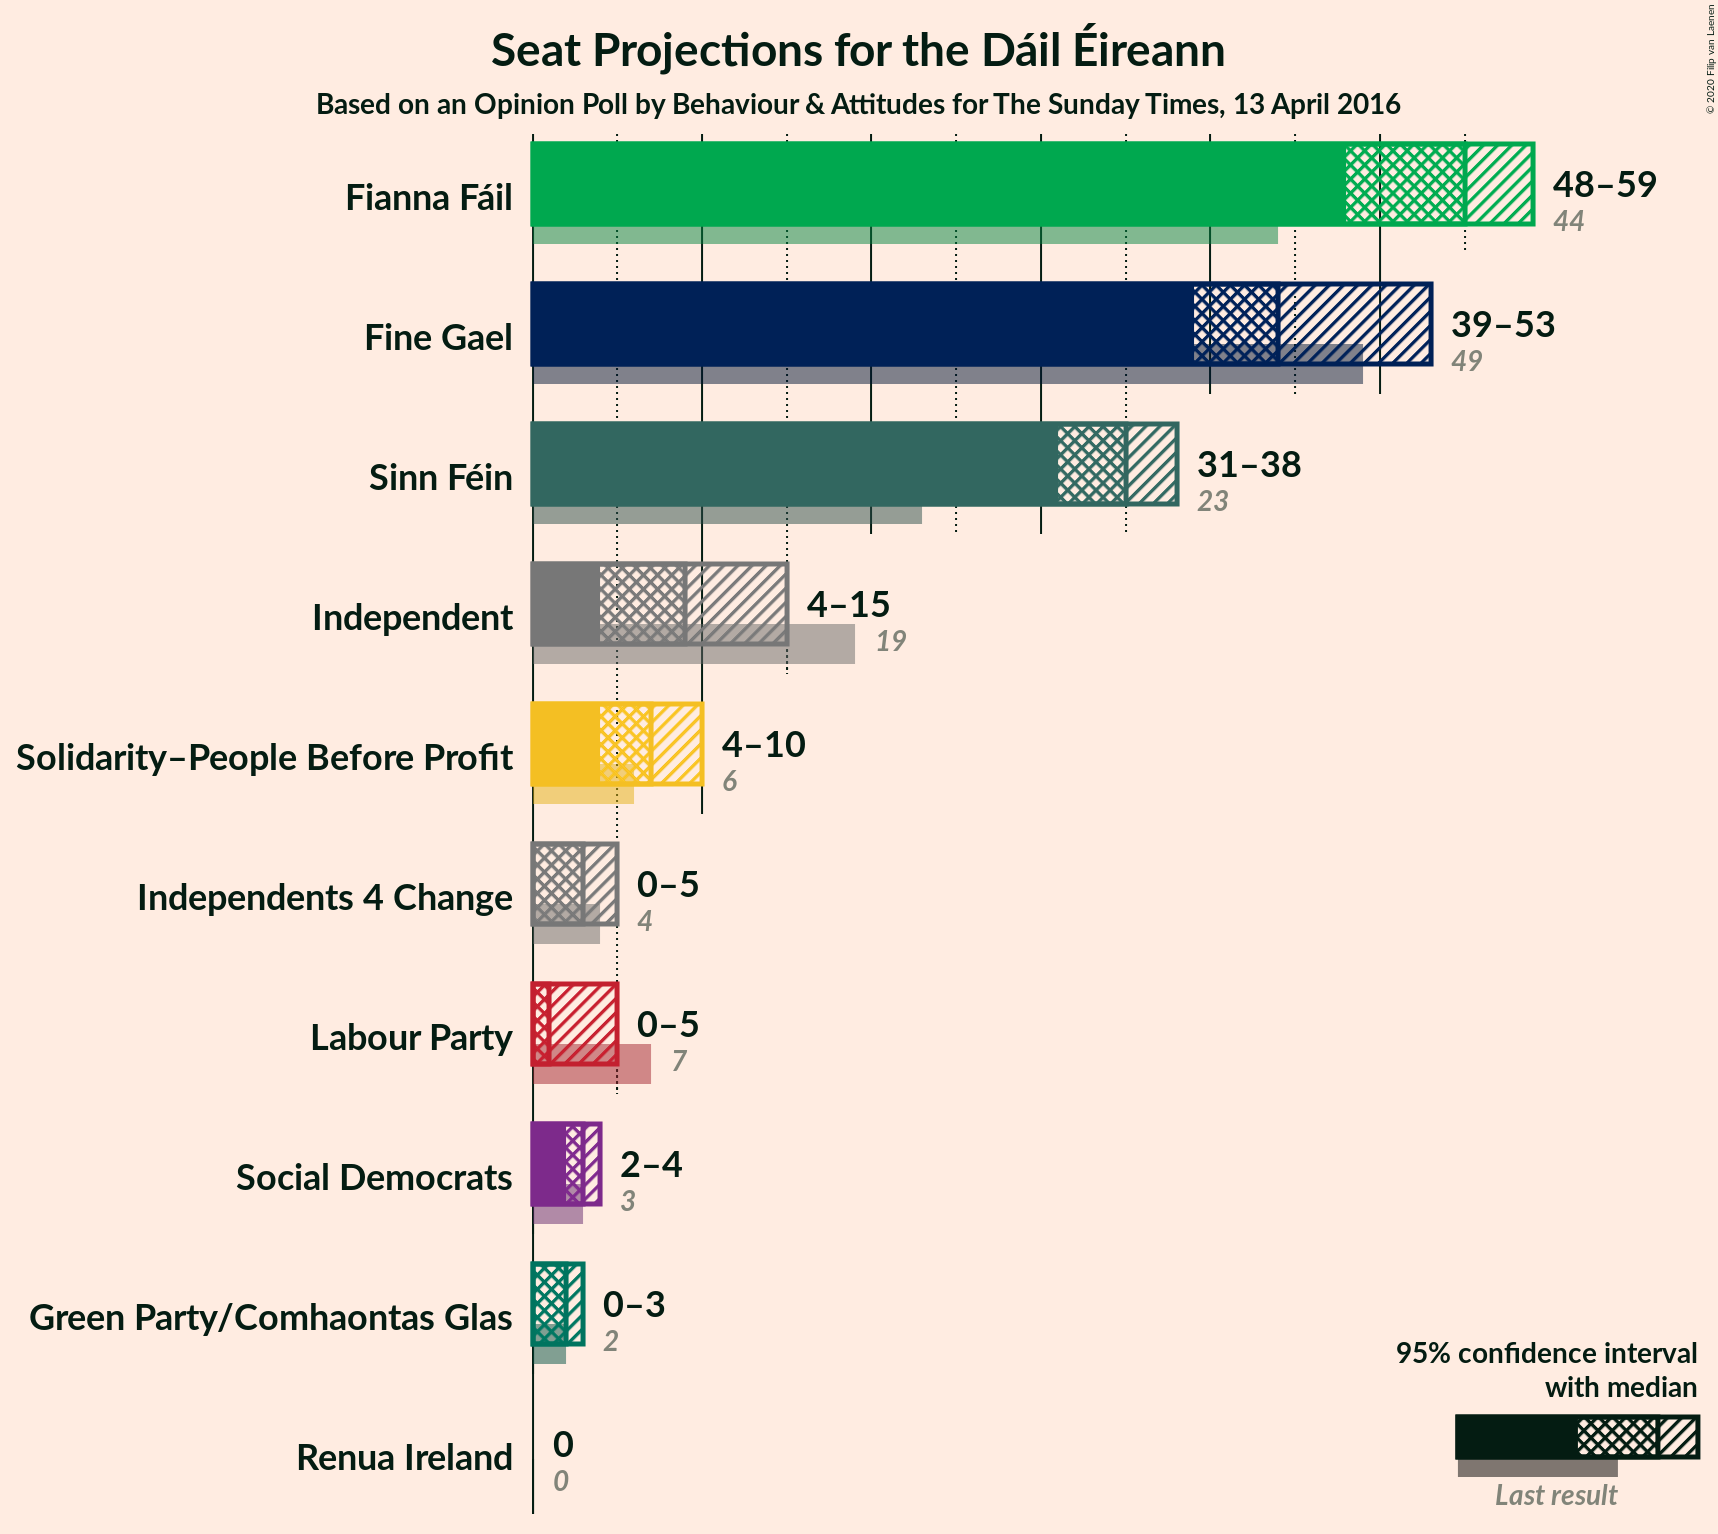 Seat Projections for the Dáil Éireann
Based on an Opinion Poll by Behaviour & Attitudes for The Sunday Times, 13 April 2016
© 2020 Filip van Laenen
Fianna Fáil
48–59
44
Fine Gael
39–53
49
Sinn Féin
31–38
23
Independent
4–15
19
Solidarity–People Before Profit
4–10
6
Independents 4 Change
0–5
4
Labour Party
0–5
7
Social Democrats
2–4
3
Green Party/Comhaontas Glas
0–3
2
Renua Ireland
0
0
95% confidence interval
with median
Last result